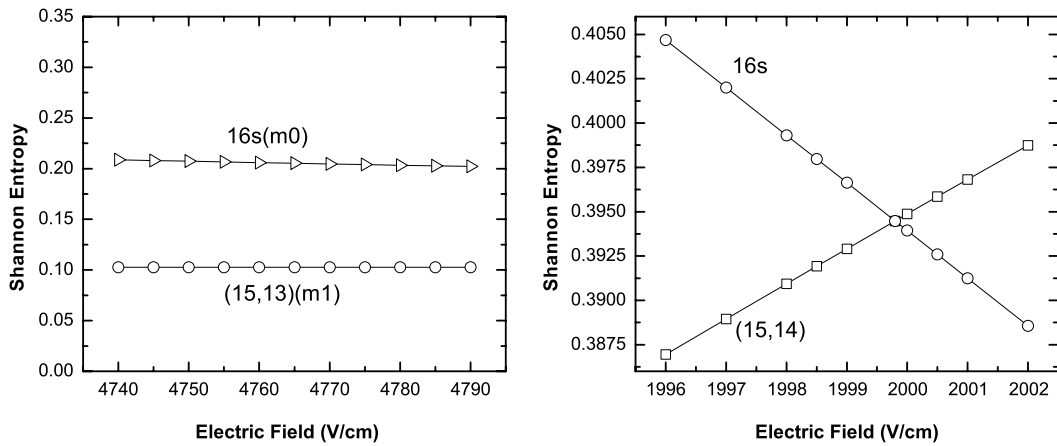 0.35
0.30
0.25
0.20
0.15
0.10
0.05
0.00
Shannon Entropy
16s(m0)
(15,13)(m1)
4740 4750 4760 4770 4780 4790
Electric Field (V/cm)
0.4050
0.4025
0.4000
0.3975
0.3950
0.3925
0.3900
0.3875
Shannon Entropy
16s
(15,14)
1996 1997 1998 1999 2000 2001 2002
Electric Field (V/cm)